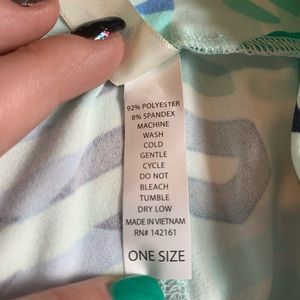 92% POLYESTER
8% SPANDEX
MACHINE
WASH
COLD
GENTLE
CYCLE
DO NOT
BLEACH
TUMBLE
DRY LOW
MADE IN VIETNAM
RN# 142161
ONE SIZE